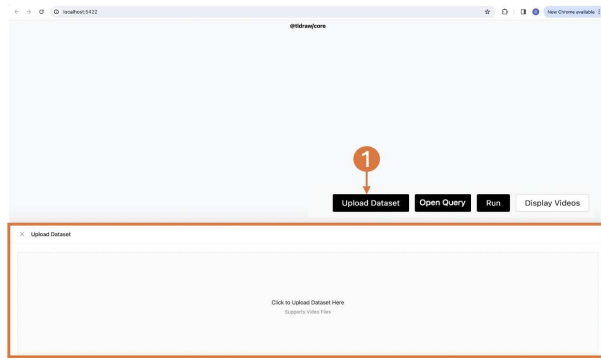 localhost:5422
New Chrome available
@tldraw/core
1
Upload Dataset
Open Query
Run
Display Videos
Upload Dataset
Click to Upload Dataset Here
Supports Video Files